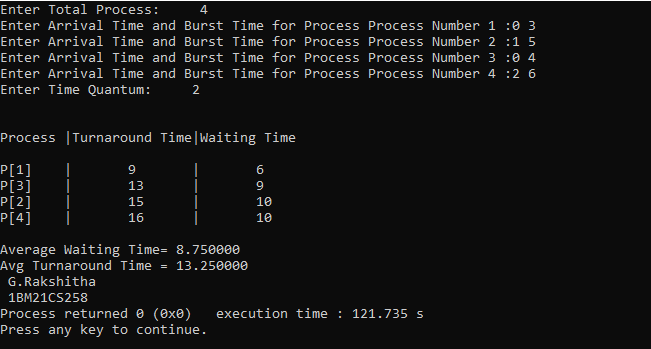 Enter Total Process:     4
Enter Arrival Time and Burst Time for Process Process Number 1 :0 3
Enter Arrival Time and Burst Time for Process Process Number 2 :1 5
Enter Arrival Time and Burst Time for Process Process Number 3 :0 4
Enter Arrival Time and Burst Time for Process Process Number 4 :2 6
Enter Time Quantum:     2
Process |Turnaround Time|Waiting Time
P[1]    |       9       |       6
P[3]    |       13      |       9
P[2]    |       15      |       10
P[4]    |       16      |       10
Average Waiting Time= 8.750000
Avg Turnaround Time = 13.250000
 G.Rakshitha
 1BM21CS258
Process returned 0 (0x0)   execution time : 121.735 s
Press any key to continue.